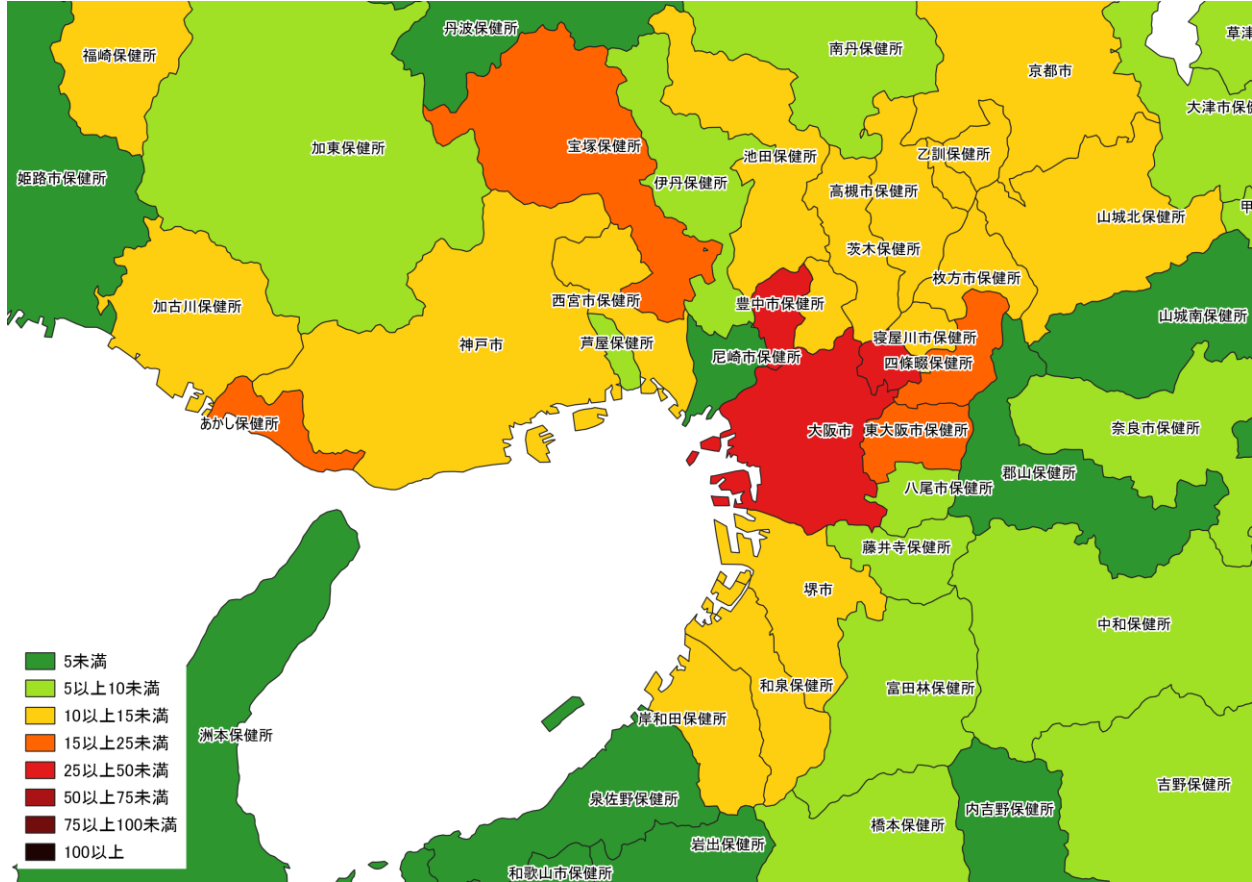 丹波保健所
福崎保健所
南丹保健所
草津
京都市
大津市保健
加東保健所
宝塚保健所
池田保健所
乙訓保健所
姫路市保健所
伊丹保健所
高槻市保健所
甲
山城北保健所
茨木保健所
枚方市保健所
加古川保健所
西宮市保健所
豊中市保健所
山城南保健所
神戸市
芦屋保健所
寝屋川市保健所
尼崎市保健所
四條畷保健所
あかし保健所
大阪市
東大阪市保健所
奈良市保健所
郡山保健所
八尾市保健所
藤井寺保健所
堺市
中和保健所
和泉保健所
富田林保健所
岸和田保健所
洲本保健所
吉野保健所
泉佐野保健所
内吉野保健所
橋本保健所
岩出保健所
和歌山市保健所
5未満
5以上10未満
10以上15未満
15以上25未満
25以上50未満
50以上75未満
75以上100未満
100以上